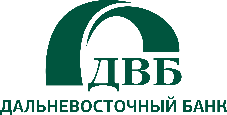 ДВБ
ДАЛЬНЕВОСТОЧНЫЙ БАНК